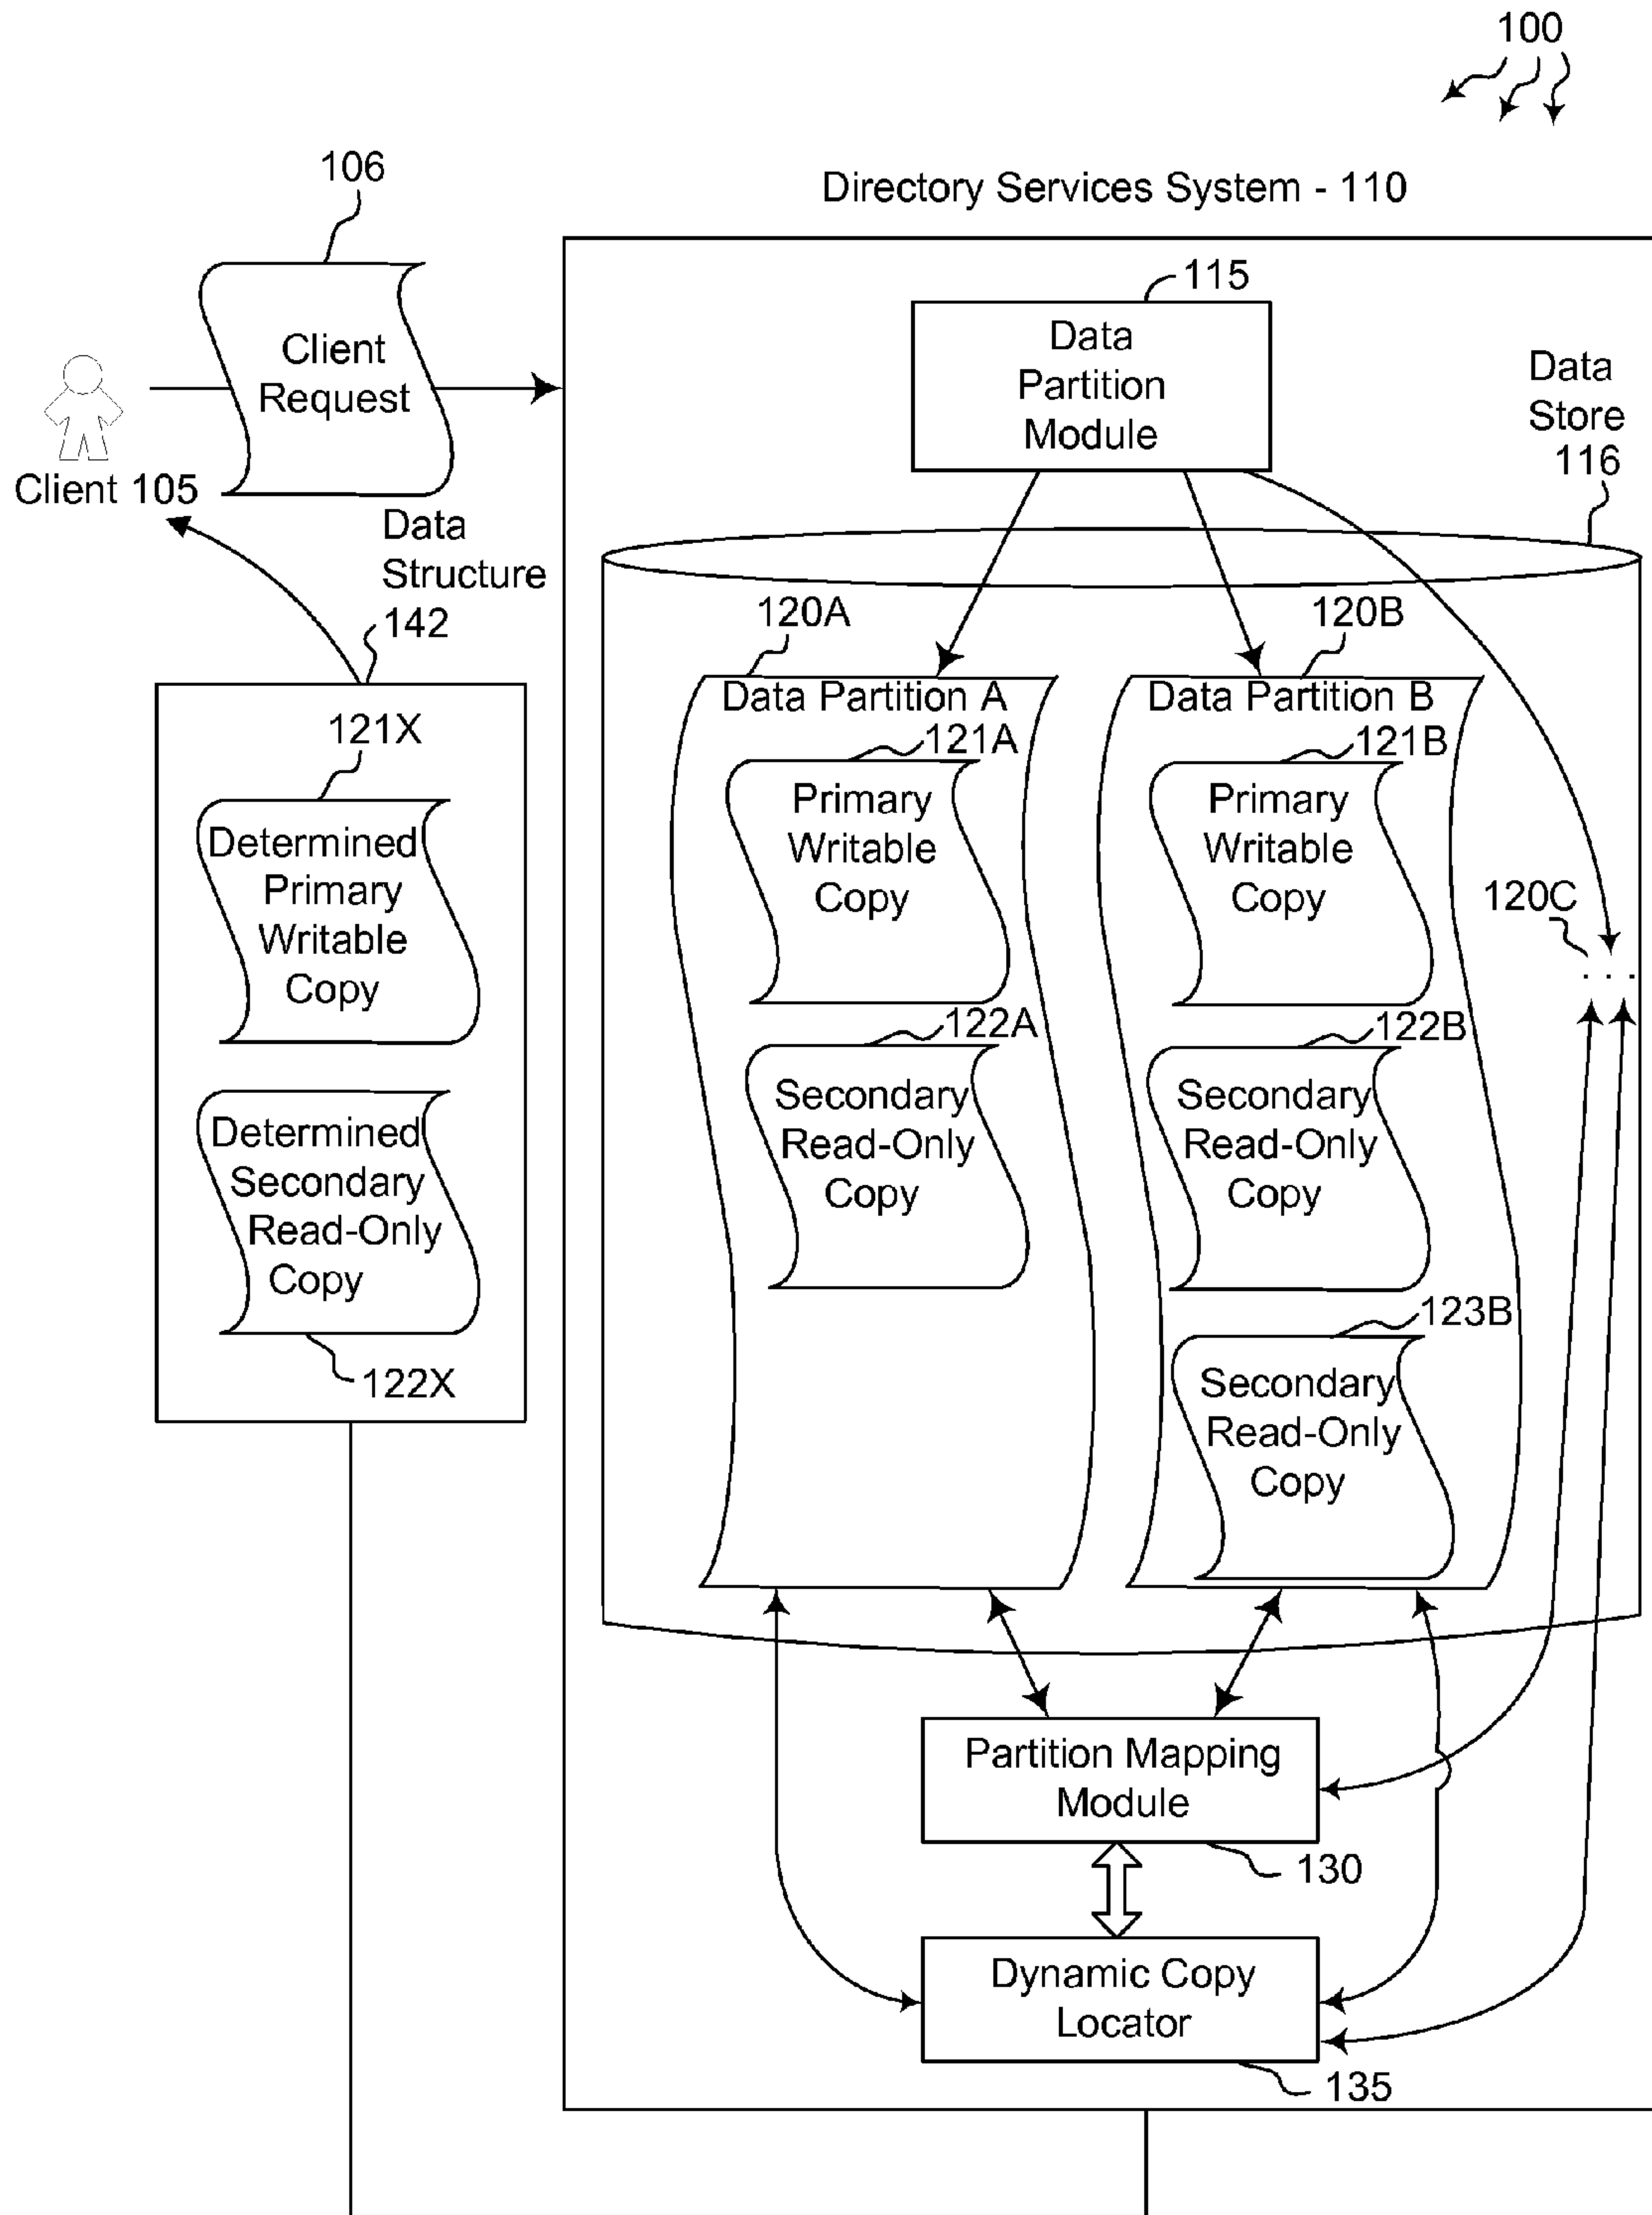 100
106
Directory Services System - 110
115
Client
Request
Data
Partition
Module
Data
Store
116
Client 105
Data
Structure
142
120A
120B
Data Partition A
Data Partition B
121X
121A
121B
Determined
Primary
Writable
Copy
Primary
Writable
Copy
Primary
Writable
Copy
120C
. . .
122A
122B
Determined
Secondary
Read-Only
Copy
Secondary
Read-Only
Copy
Secondary
Read-Only
Copy
122X
123B
Secondary
Read-Only
Copy
Partition Mapping
Module
130
Dynamic Copy
Locator
135